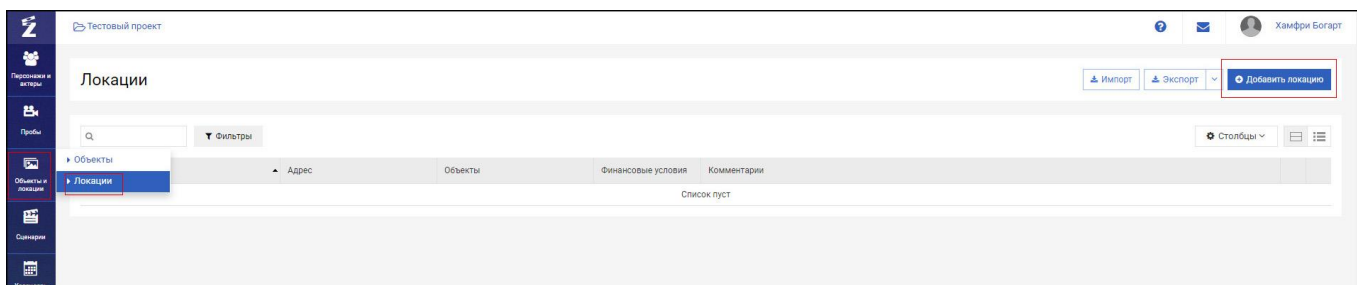 Тестовый проект
Хамфри Богарт
Персонажи и
актеры
Локации
Импорт
Экспорт
Добавить локацию
Пробы
Фильтры
Столбцы
Объекты и
локации
Объекты
Локации
Адрес
Объекты
Финансовые условия
Комментарии
Список пуст
Сценарии